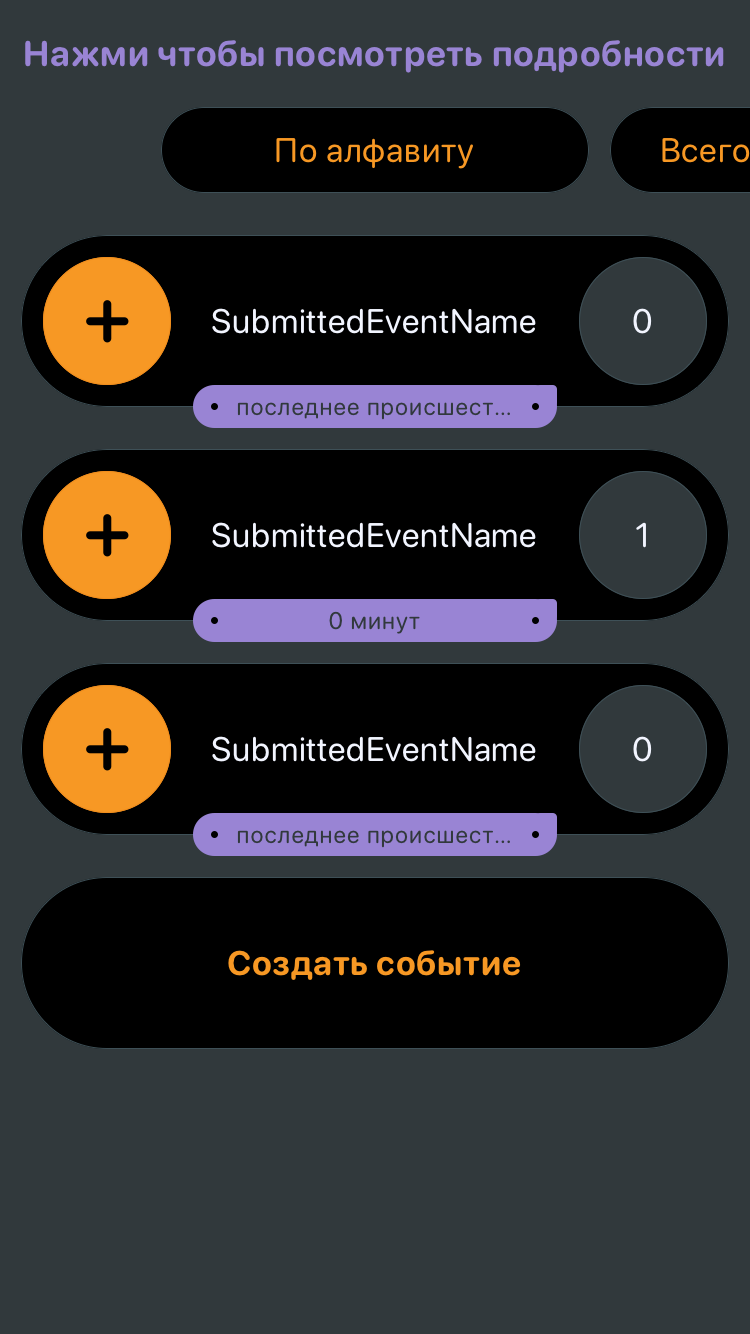 Нажми чтобы посмотреть подробности
По алфавиту
Всего
SubmittedEventName
0
последнее происшест...
SubmittedEventName
1
0 минут
SubmittedEventName
0
последнее происшест...
Создать событие